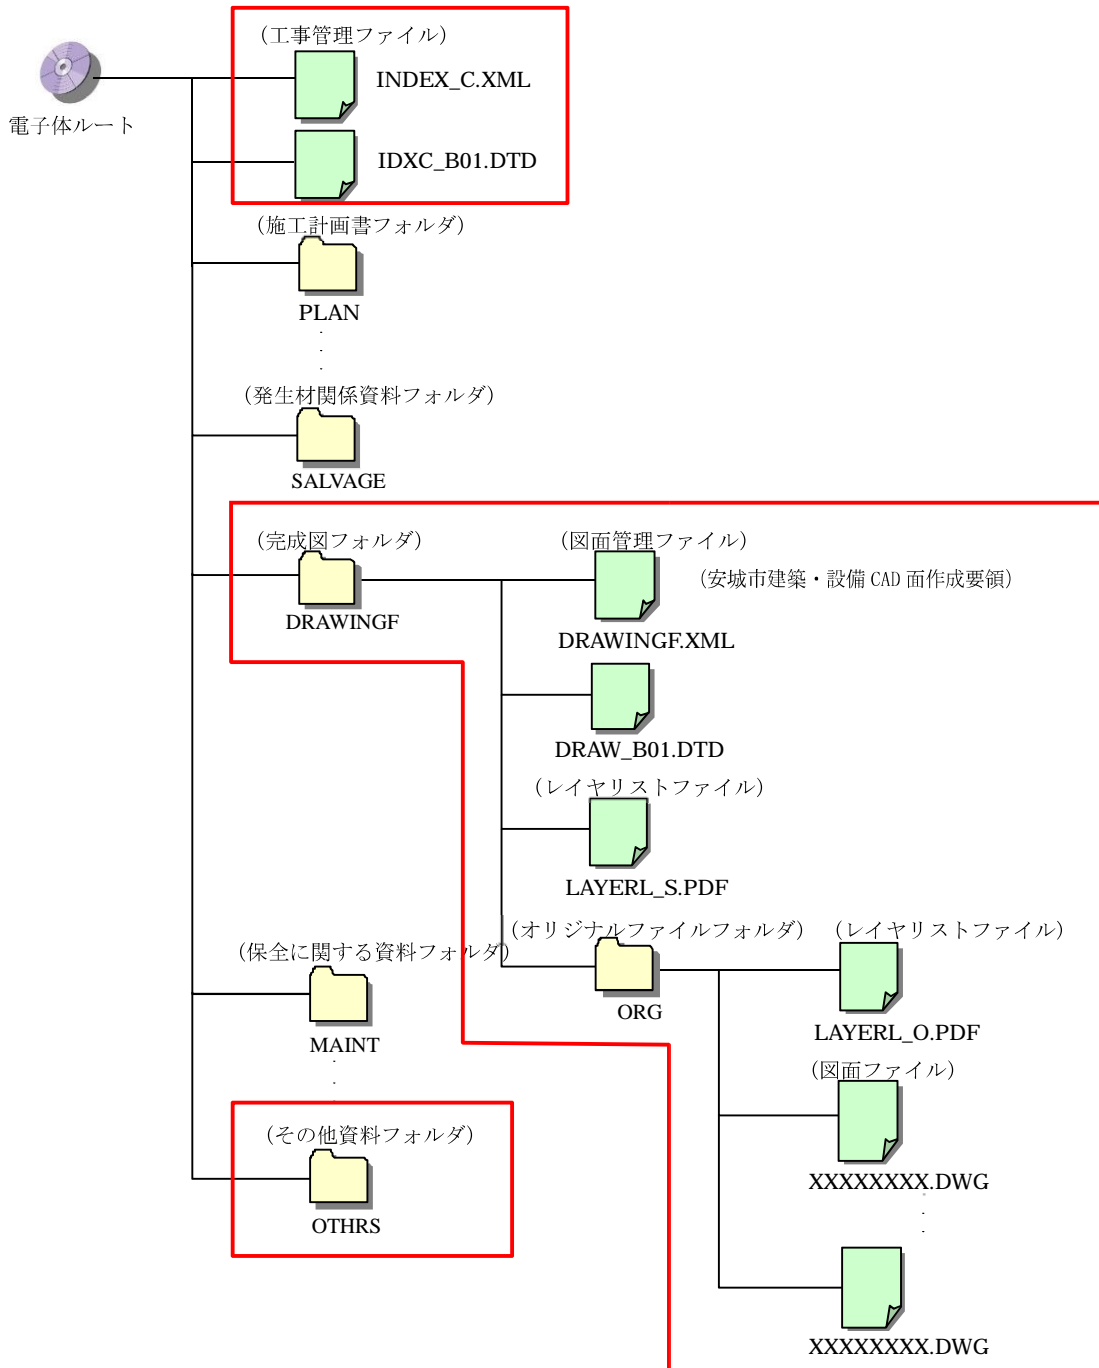 (工事管理ファイル)
INDEX_C.XML
電子体ルート
IDXC_B01.DTD
(施工計画書フォルダ)
PLAN
(発生材関係資料フォルダ)
SALVAGE
(完成図フォルダ)
(図面管理ファイル)
(安城市建築・設備 CAD 面作成要領)
DRAWINGF
DRAWINGF.XML
DRAW_B01.DTD
(レイヤリストファイル)
LAYERL_S.PDF
(オリジナルファイルフォルダ)
(レイヤリストファイル)
(保全に関する資料フォルダ)
ORG
LAYERL_O.PDF
MAINT
(図面ファイル)
(その他資料フォルダ)
XXXXXXXX.DWG
OTHRS
XXXXXXXX.DWG